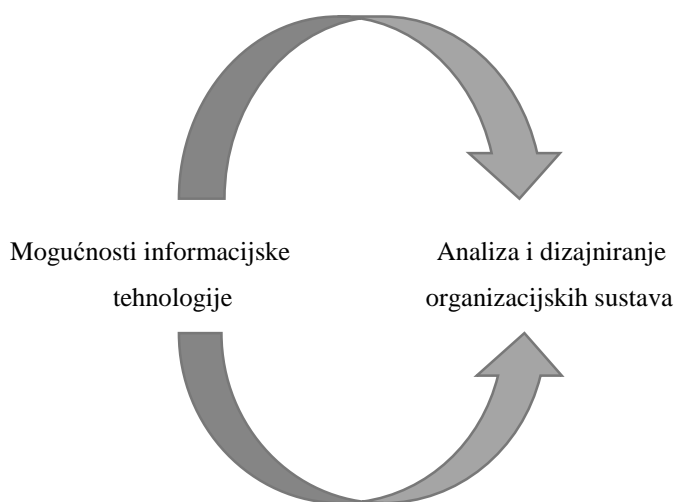 Mogućnosti informacijske
tehnologije
Analiza i dizajniranje
organizacijskih sustava